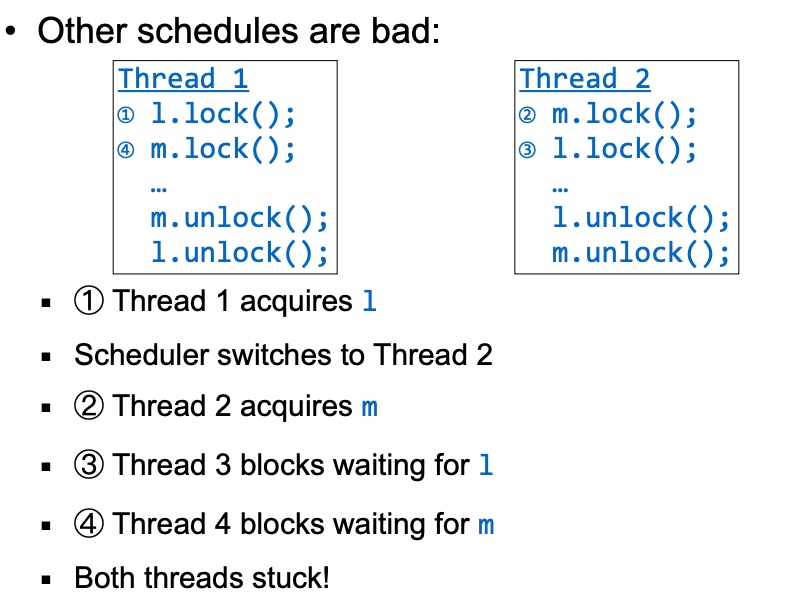 • Other schedules are bad:
Thread 1
① l.lock();
④ m.lock();
…
m.unlock();
l.unlock();
Thread 2
② m.lock();
③ l.lock();
…
l.unlock();
m.unlock();
▪ ① Thread 1 acquires l
▪ Scheduler switches to Thread 2
▪ ② Thread 2 acquires m
▪ ③ Thread 3 blocks waiting for l
▪ ④ Thread 4 blocks waiting for m
▪ Both threads stuck!